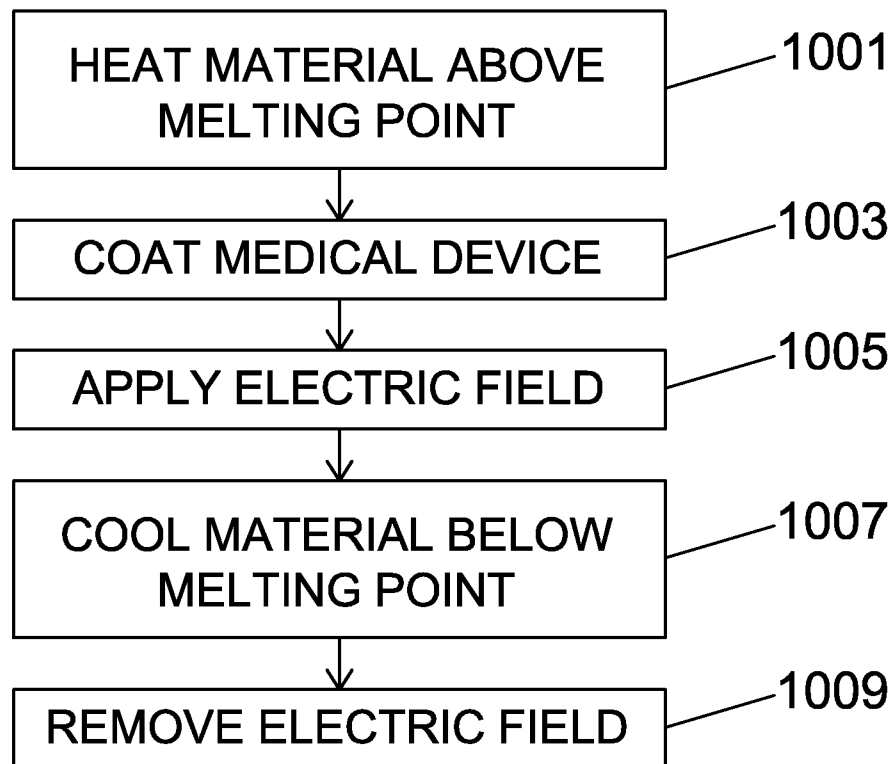 HEAT MATERIAL ABOVE
MELTING POINT
1001
COAT MEDICAL DEVICE
1003
APPLY ELECTRIC FIELD
1005
COOL MATERIAL BELOW
MELTING POINT
1007
REMOVE ELECTRIC FIELD
1009